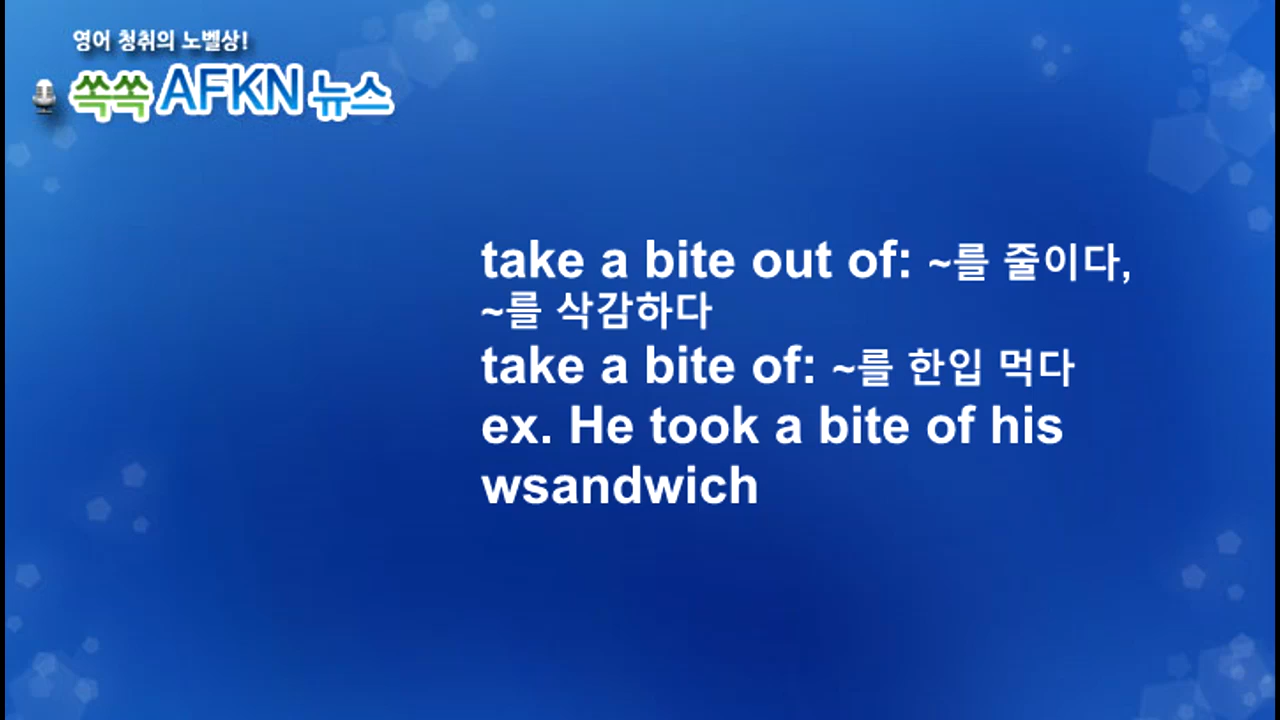 영어 청취의 노벨상!
쏙쏙 AFKN 뉴스
take a bite out of: ~를 줄이다,
~를 삭감하다
take a bite of: ~를 한입 먹다
ex. He took a bite of his
wsandwich